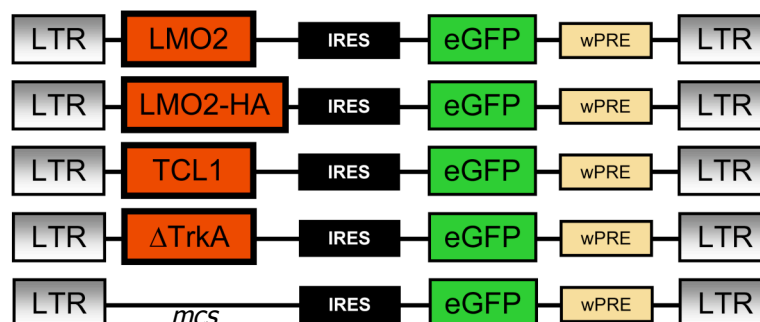 LTR LMO2 IRES eGFP wPRE LTR
LTR LMO2-HA IRES eGFP wPRE LTR
LTR TCL1 IRES eGFP wPRE LTR
LTR ΔTrkA IRES eGFP wPRE LTR
LTR mcs IRES eGFP wPRE LTR